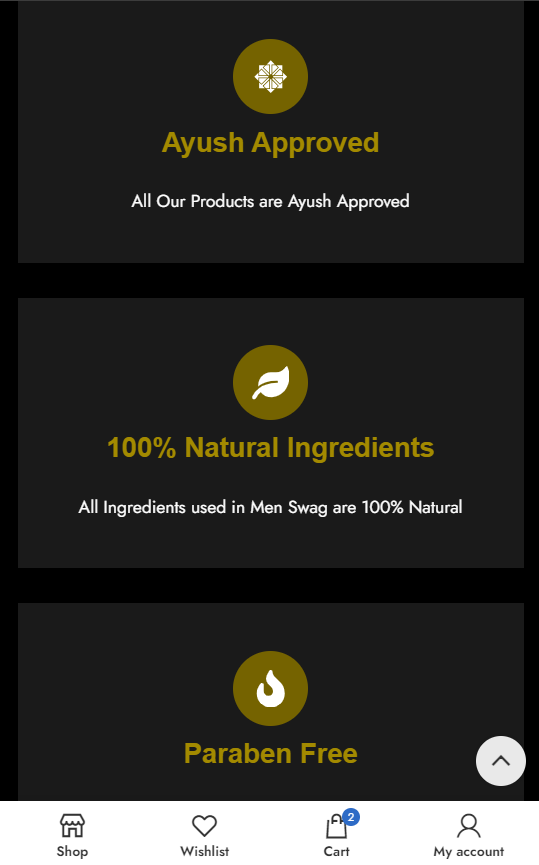 Ayush Approved
All Our Products are Ayush Approved
100% Natural Ingredients
All Ingredients used in Men Swag are 100% Natural
Paraben Free
2
Shop
Wishlist
Cart
My account